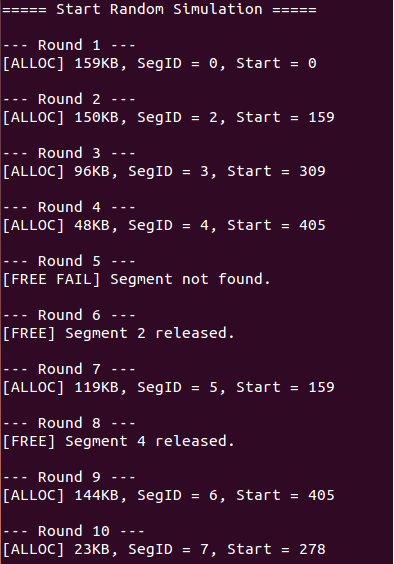 ===== Start Random Simulation =====
--- Round 1 ---
[ALLOC] 159KB, SegID = 0, Start = 0
--- Round 2 ---
[ALLOC] 150KB, SegID = 2, Start = 159
--- Round 3 ---
[ALLOC] 96KB, SegID = 3, Start = 309
--- Round 4 ---
[ALLOC] 48KB, SegID = 4, Start = 405
--- Round 5 ---
[FREE FAIL] Segment not found.
--- Round 6 ---
[FREE] Segment 2 released.
--- Round 7 ---
[ALLOC] 119KB, SegID = 5, Start = 159
--- Round 8 ---
[FREE] Segment 4 released.
--- Round 9 ---
[ALLOC] 144KB, SegID = 6, Start = 405
--- Round 10 ---
[ALLOC] 23KB, SegID = 7, Start = 278